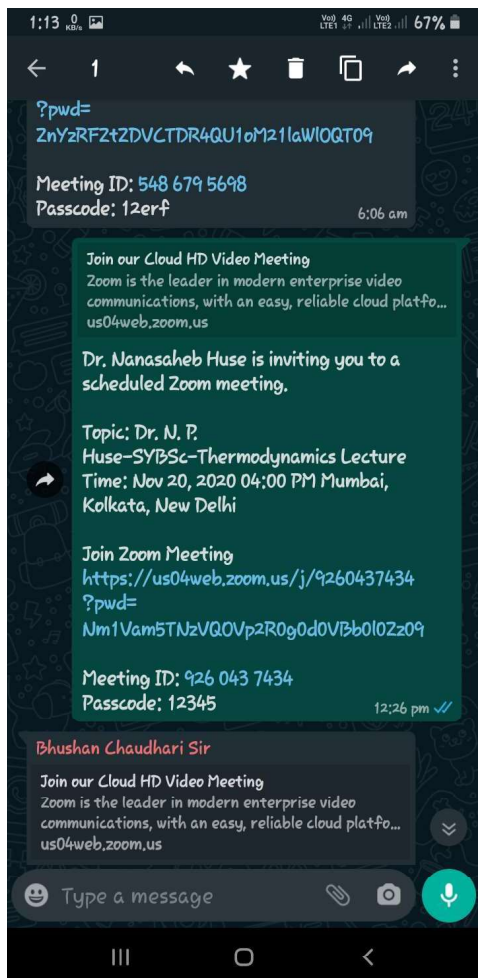 1:13 0 KB/s Vo)) LTE1 4G Vo)) LTE2 67%
1
?pwd=
ZnYzRFZtZDVCTDR4QU1oM21laWlOQT09
Meeting ID: 548 679 5698
Passcode: 12erf
6:06 am
Join our Cloud HD Video Meeting
Zoom is the leader in modern enterprise video
communications, with an easy, reliable cloud platfo...
us04web.zoom.us
Dr. Nanasaheb Huse is inviting you to a
scheduled Zoom meeting.
Topic: Dr. N. P.
Huse-SYBSc-Thermodynamics Lecture
Time: Nov 20, 2020 04:00 PM Mumbai,
Kolkata, New Delhi
Join Zoom Meeting
https://us04web.zoom.us/j/9260437434
?pwd=
Nm1Vam5TNzVQOVp2R0g0d0VBb0l0Zz09
Meeting ID: 926 043 7434
Passcode: 12345
12:26 pm
Bhushan Chaudhari Sir
Join our Cloud HD Video Meeting
Zoom is the leader in modern enterprise video
communications, with an easy, reliable cloud platfo...
us04web.zoom.us
Type a message